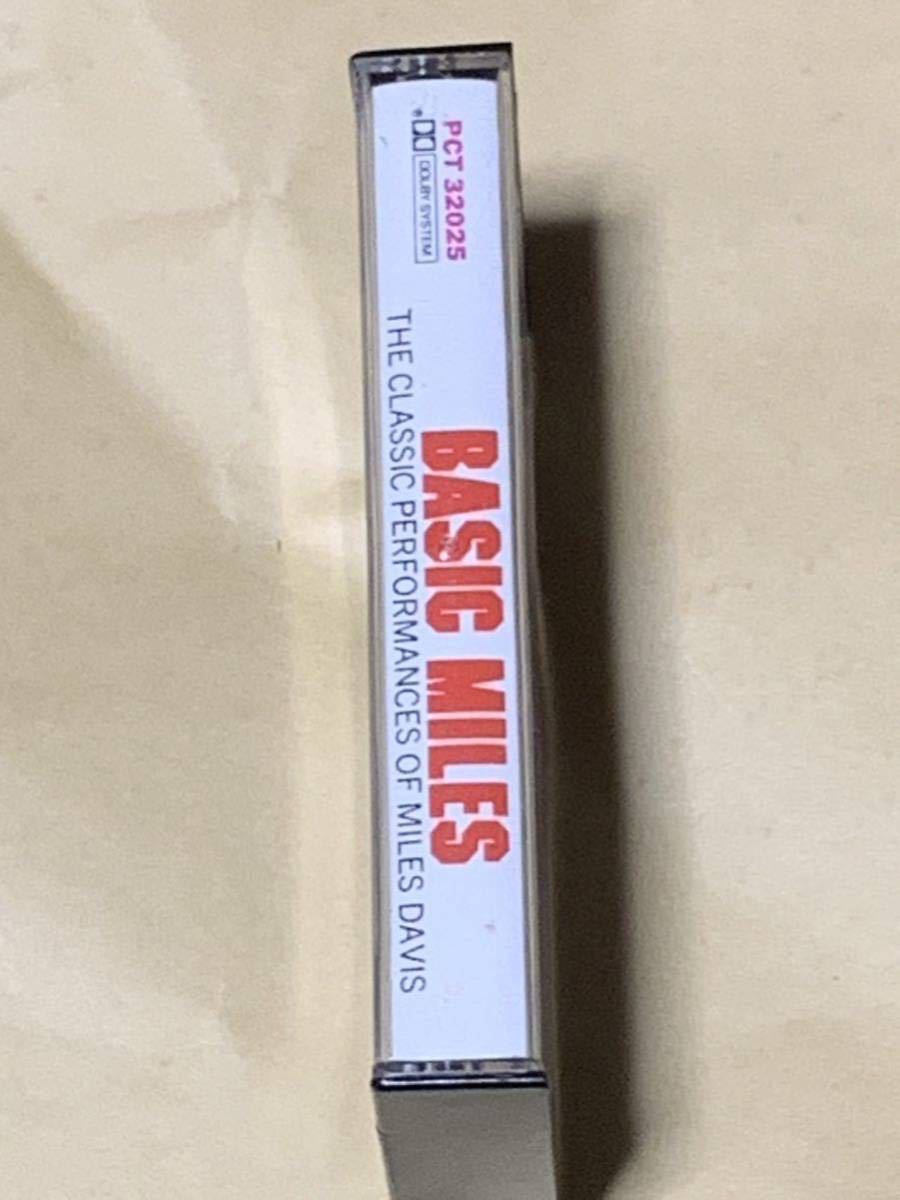 PCT 32025
DOLBY SYSTEM
BASIC MILES
THE CLASSIC PERFORMANCES OF MILES DAVIS